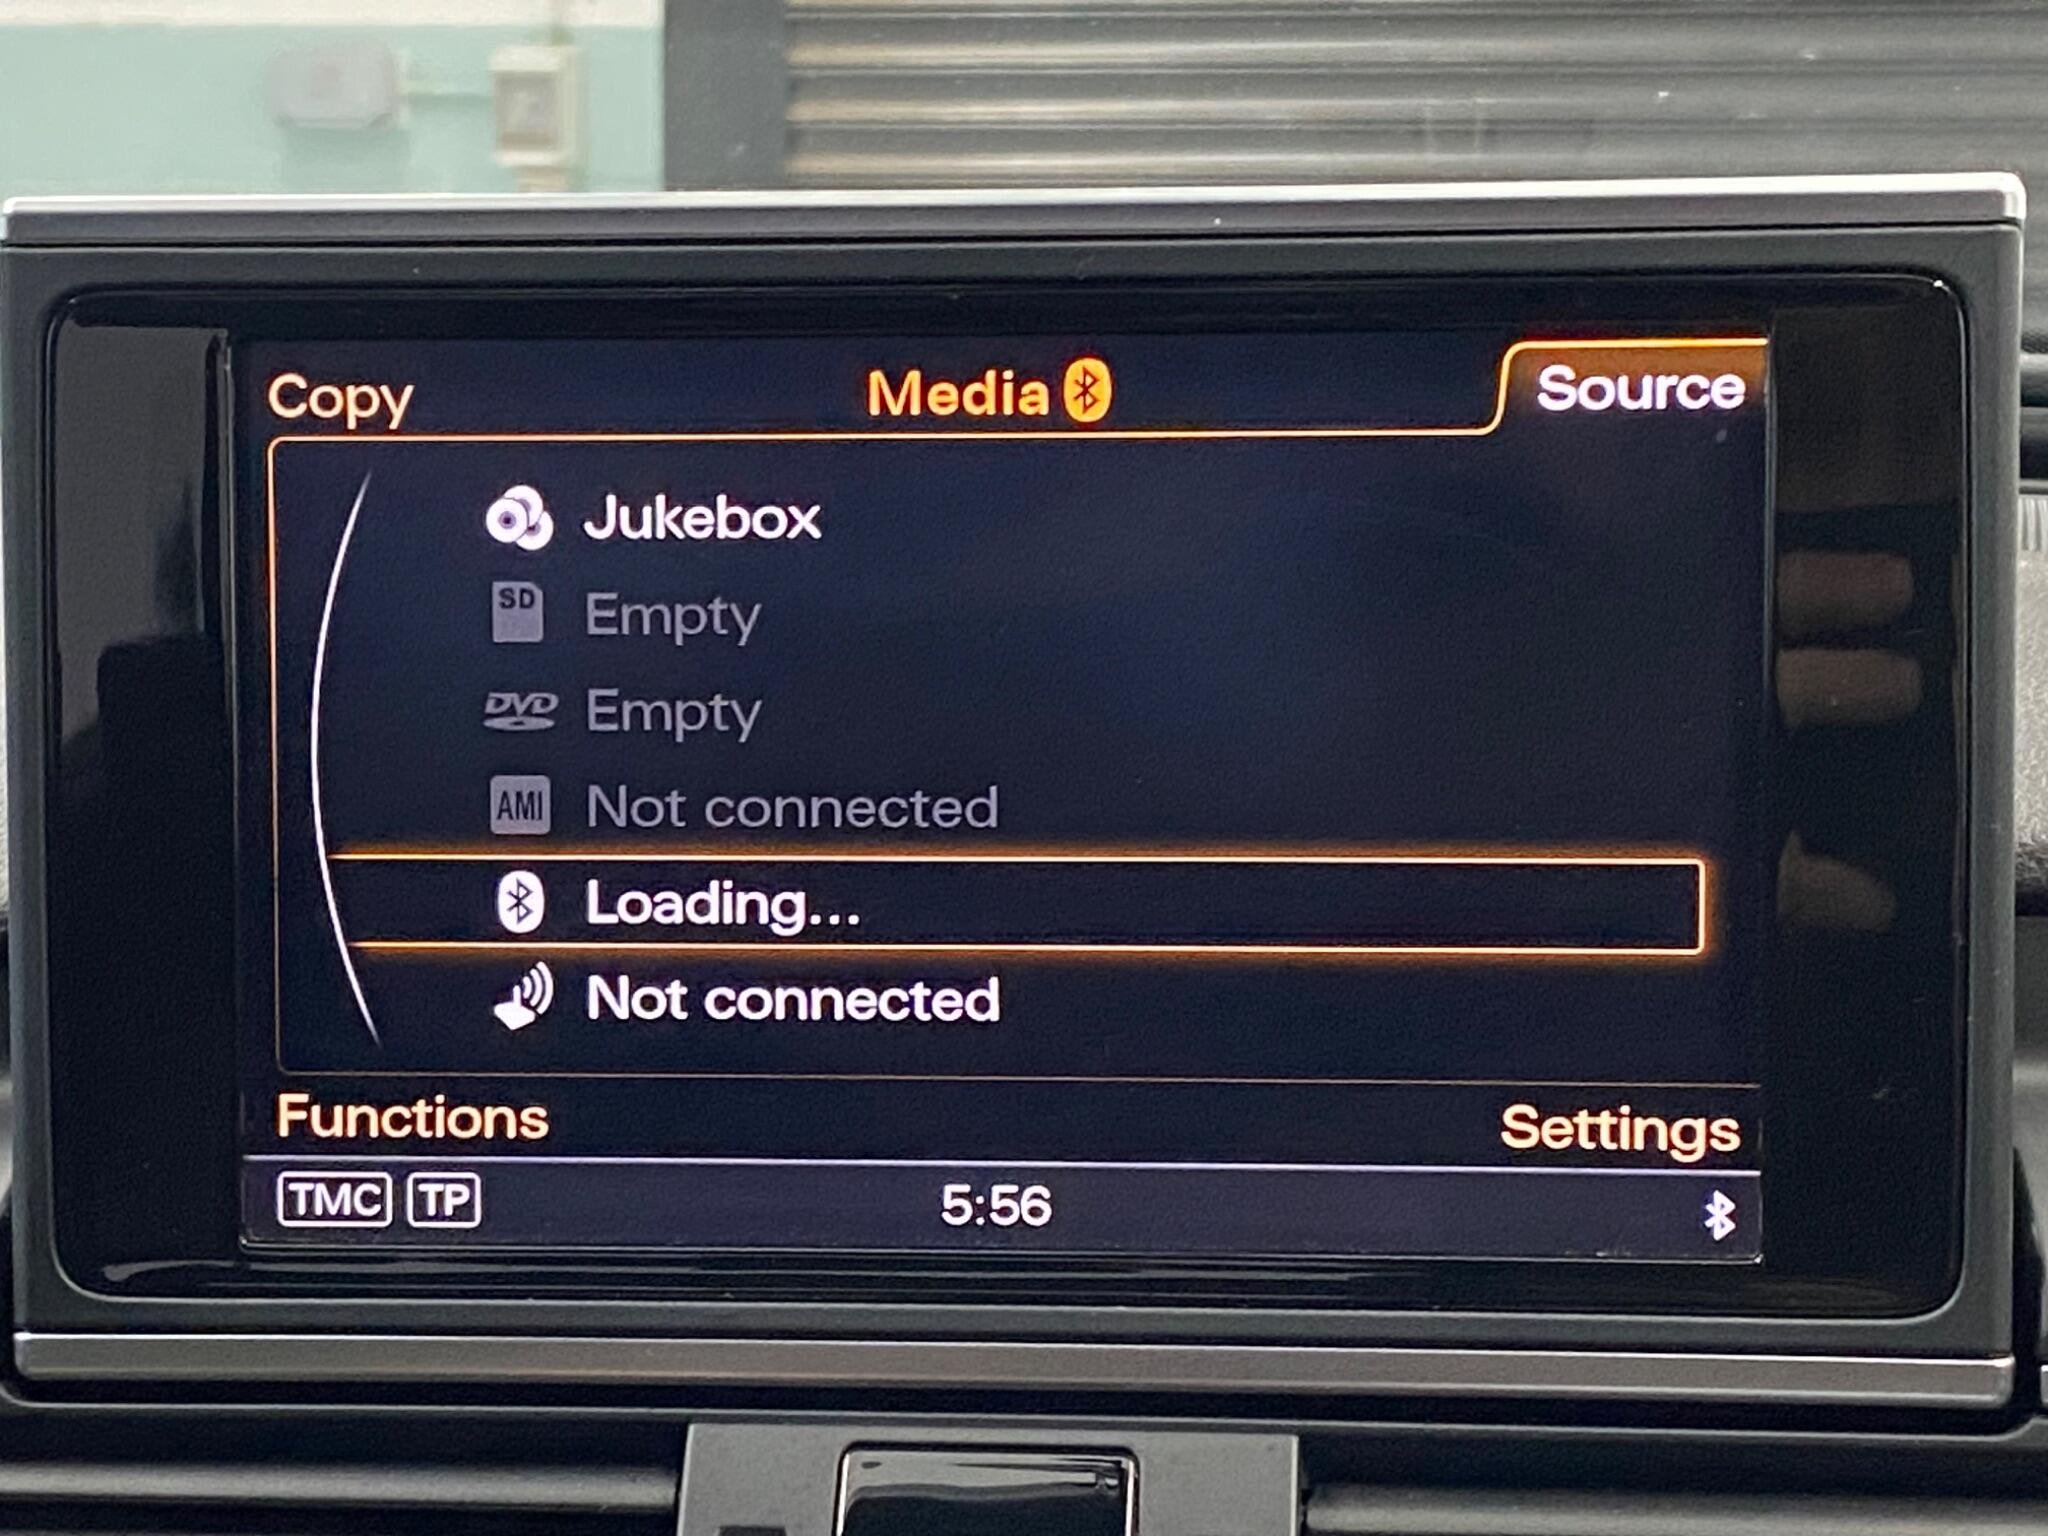 Copy Media Source
Jukebox
SD Empty
DVD Empty
AMI Not connected
Loading...
Not connected
Functions Settings
TMC TP 5:56